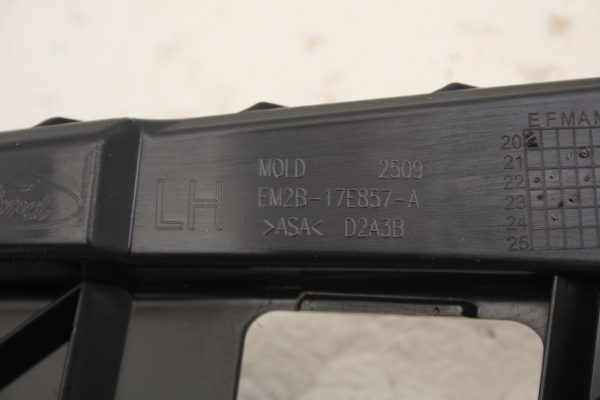 MOLD 2509
LH EM2B-17E857-A
>ASA< D2A3B
E F M A
20
21
22
23
24
25